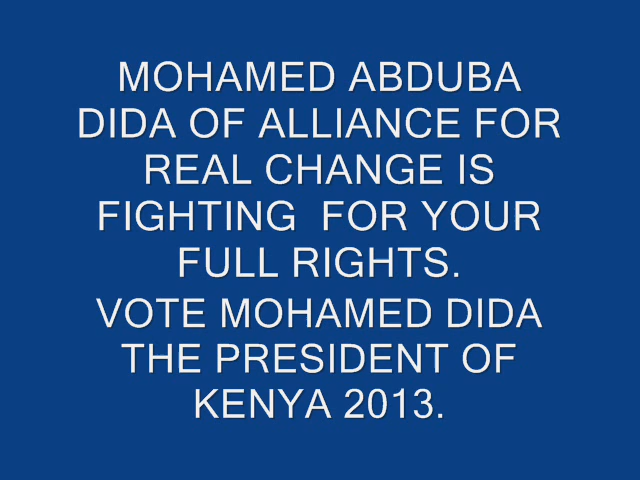 MOHAMED ABDUBA
DIDA OF ALLIANCE FOR
REAL CHANGE IS
FIGHTING  FOR YOUR
FULL RIGHTS.
VOTE MOHAMED DIDA
THE PRESIDENT OF
KENYA 2013.